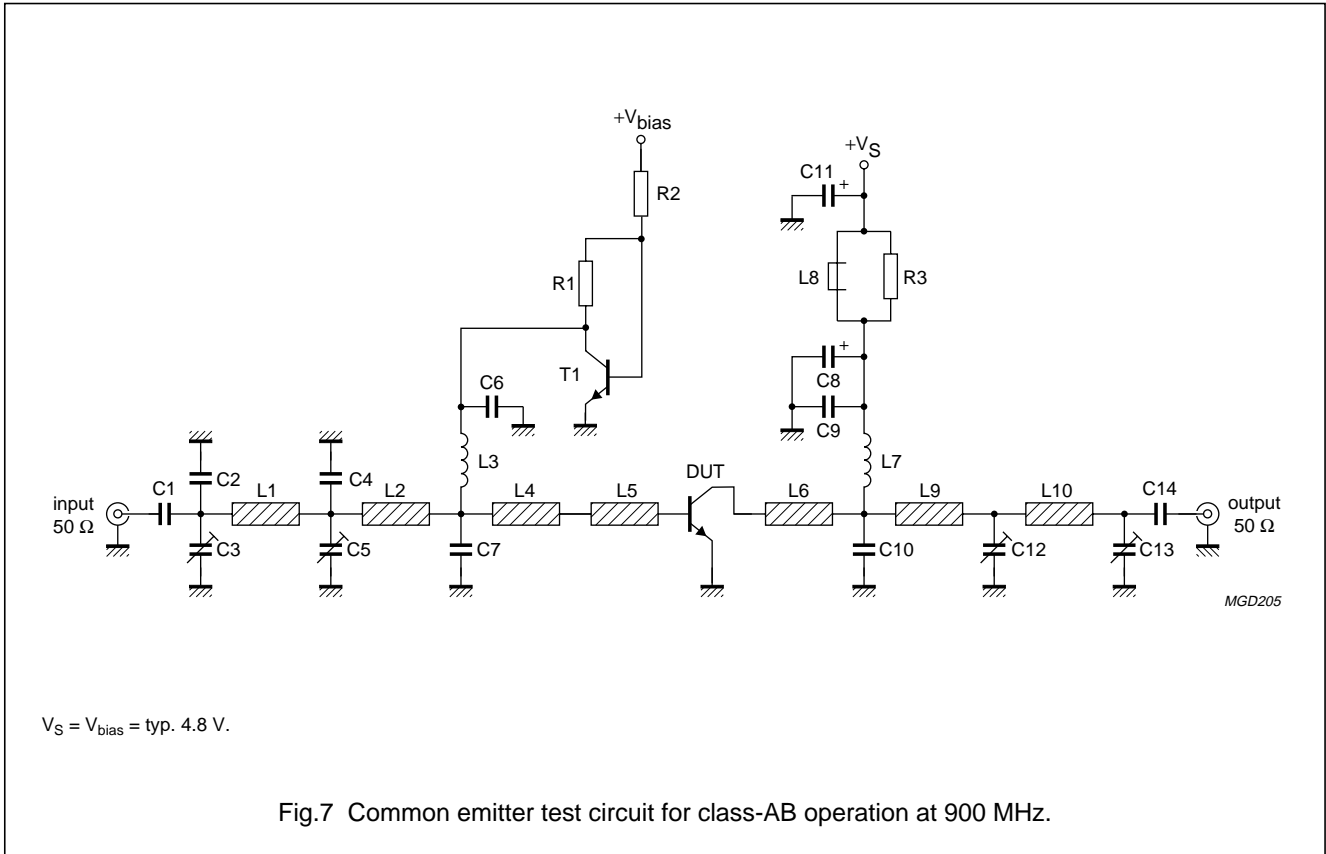 +Vbias
+VS
C11
+
R2
R1
L8
R3
+
C8
T1
C6
C9
L3
DUT
L7
C1
C2
L1
C4
L2
L4
L5
L6
L9
L10
C14
input
50 Ω
output
50 Ω
C3
C5
C7
C10
C12
C13
MGD205
VS = Vbias = typ. 4.8 V.
Fig.7 Common emitter test circuit for class-AB operation at 900 MHz.